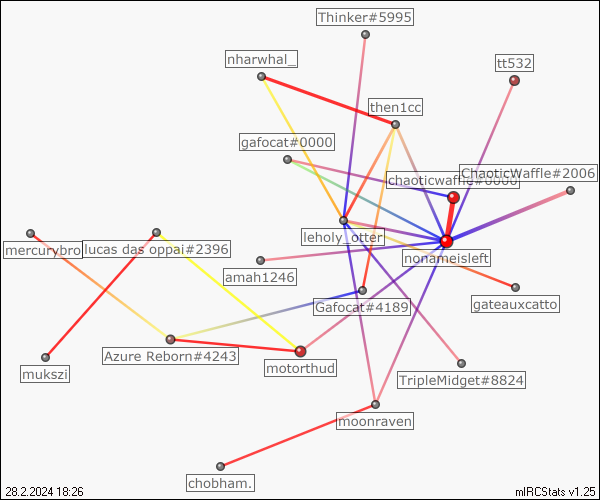 Thinker#5995
nharwhal_
tt532
then1cc
gafocat#0000
ChaoticWaffle#2006
chaoticwaffle#0000
leholy_otter
mercurybro
lucas das oppai#2396
nonameisleft
amah1246
gateauxcatto
Gafocat#4189
Azure Reborn#4243
motorthud
mukszi
TripleMidget#8824
moonraven
chobham.
28.2.2024 18:26
mIRCStats v1.25